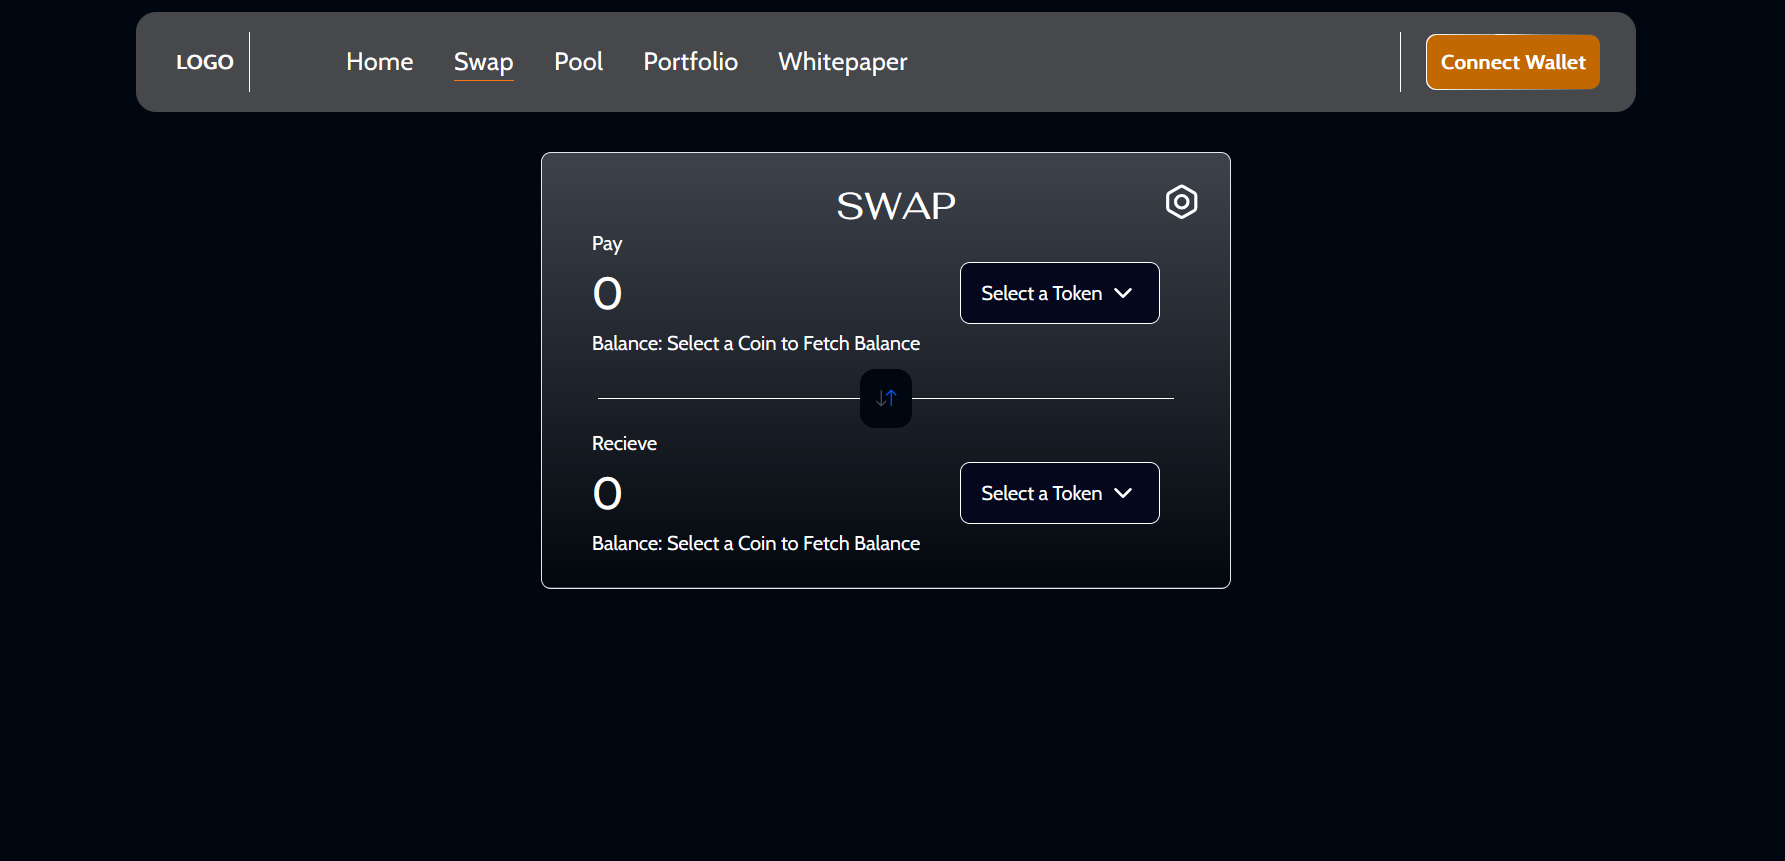 LOGO
Home Swap Pool Portfolio Whitepaper
Connect Wallet
SWAP
Pay
0
Select a Token
Balance: Select a Coin to Fetch Balance
Recieve
0
Select a Token
Balance: Select a Coin to Fetch Balance